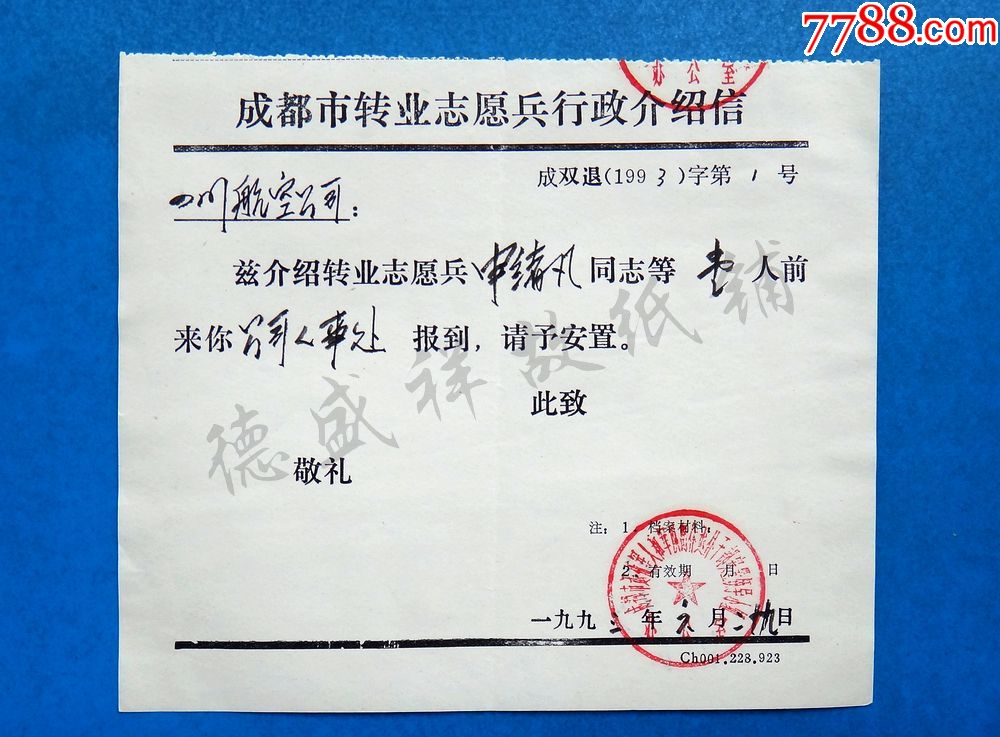 7788.com
办公室
成都市转业志愿兵行政介绍信
成双退(1993)字第1号
四川航空公司:
兹介绍转业志愿兵申绪凡同志等壹人前
来你公司人事处 报到, 请予安置。
此致
敬礼
德盛祥故纸铺
注: 1、档案材料:
2、有效期 月 日
一九九三年六月二十九日
办公室
Ch001.228.923